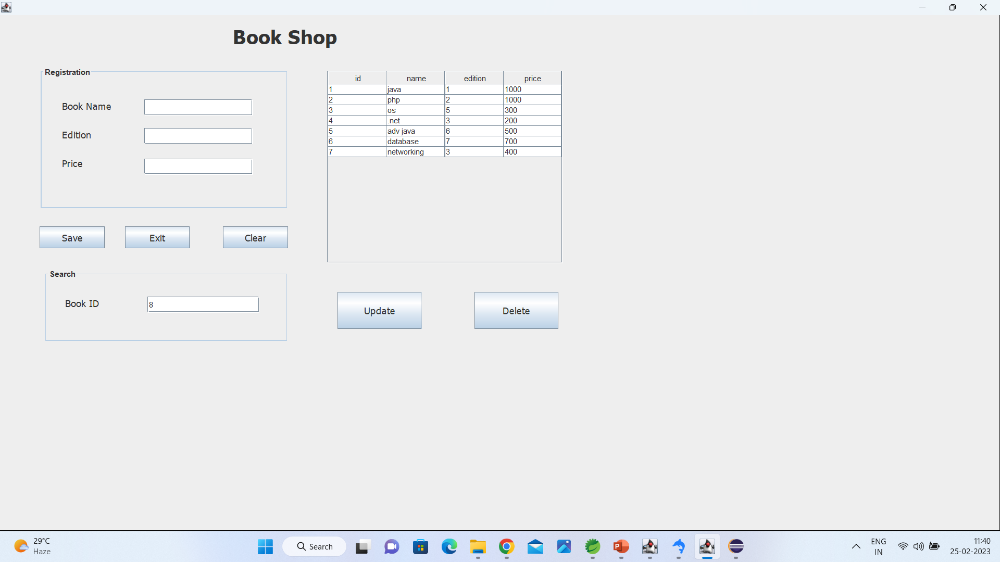 Book Shop
Registration
Book Name
Edition
Price
Save Exit Clear
Search
Book ID 8
id name edition price
1 java 1 1000
2 php 2 1000
3 os 5 300
4 .net 3 200
5 adv java 6 500
6 database 7 700
7 networking 3 400
Update Delete
29°C
Haze
Search
P
ENG
IN
11:40
25-02-2023